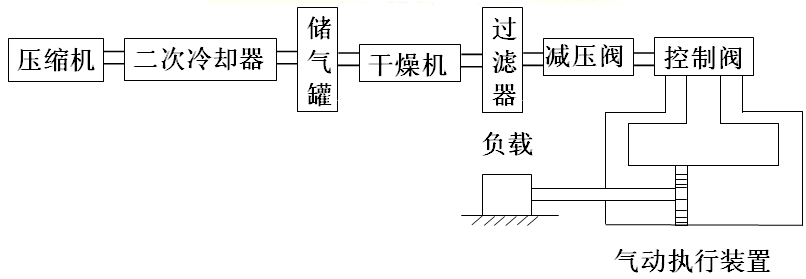 压缩机
二次冷却器
储气罐
干燥机
过滤器
减压阀
控制阀
负载
气动执行装置